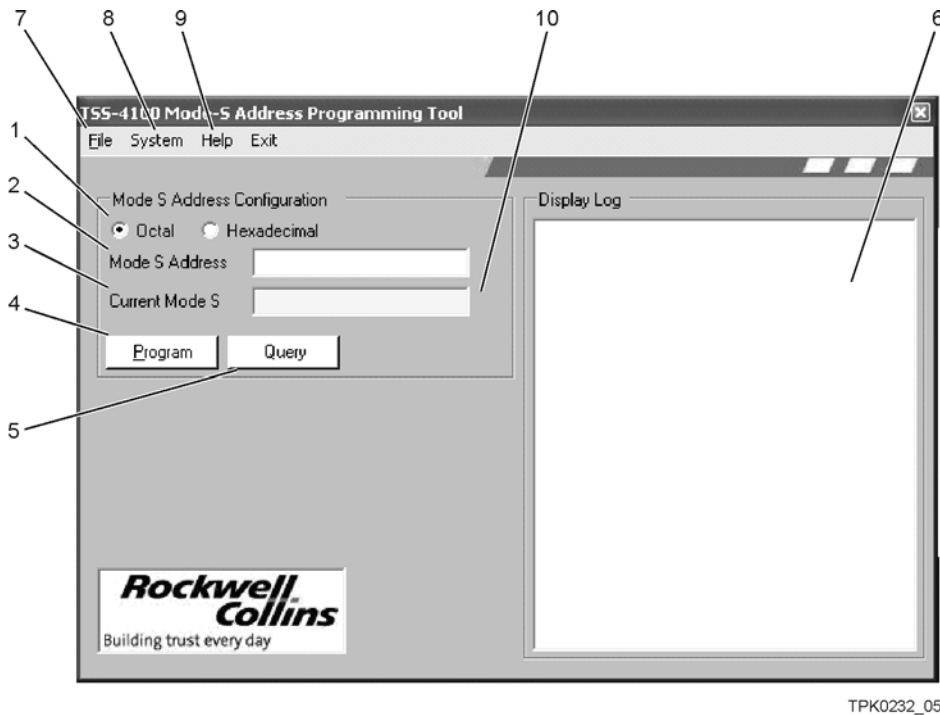 7 8 9 10 6
TSS-4100 Mode-S Address Programming Tool
File System Help Exit
1
2
3
4
5
Mode S Address Configuration
Octal Hexadecimal
Mode S Address
Current Mode S
Program Query
Display Log
Rockwell
Collins
Building trust every day
TPK0232_05